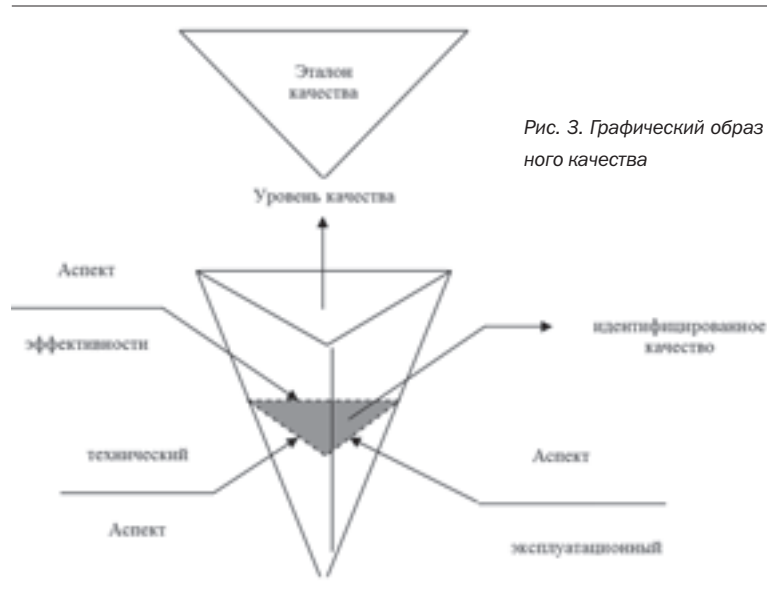 Эталон
качества
Рис. 3. Графический образ
ного качества
Уровень качества
Аспект
эффективности
идентифицированное
качество
технический
Аспект
Аспект
эксплуатационный